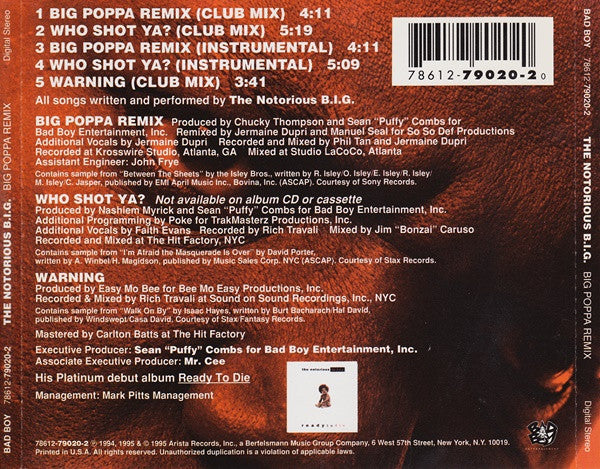 1 BIG POPPA REMIX (CLUB MIX) 4:11
2 WHO SHOT YA? (CLUB MIX) 5:19
3 BIG POPPA REMIX (INSTRUMENTAL) 4:11
4 WHO SHOT YA? (INSTRUMENTAL) 5:09
5 WARNING (CLUB MIX) 3:41
All songs written and performed by The Notorious B.I.G.
78612-79020-2 0
BIG POPPA REMIX Produced by Chucky Thompson and Sean "Puffy" Combs for
Bad Boy Entertainment, Inc. Remixed by Jermaine Dupri and Manuel Seal for So So Def Productions
Additional Vocals by Jermaine Dupri Recorded and Mixed by Phil Tan and Jermaine Dupri
Recorded at Krosswire Studio, Atlanta, GA Mixed at Studio LaCoCo, Atlanta
Assistant Engineer: John Frye
Contains sample from "Between The Sheets" by the Isley Bros., written by R. Isley/O. Isley/E. Isley/R. Isley/
M. Isley/C. Jasper, published by EMI April Music Inc., Bovina, Inc. (ASCAP). Courtesy of Sony Records.
WHO SHOT YA? Not available on album CD or cassette
Produced by Nashiem Myrick and Sean "Puffy" Combs for Bad Boy Entertainment, Inc.
Additional Programming by Poke for TrakMasterz Productions, Inc.
Additional Vocals by Faith Evans Recorded by Rich Travali Mixed by Jim "Bonzai" Caruso
Recorded and Mixed at The Hit Factory, NYC
Contains sample from "I'm Afraid the Masquerade Is Over" by David Porter,
written by A. Winbel/H. Magidson, published by Music Sales Corp. NYC (ASCAP). Courtesy of Stax Records.
WARNING
Produced by Easy Mo Bee for Bee Mo Easy Productions, Inc.
Recorded & Mixed by Rich Travali at Sound on Sound Recordings, Inc., NYC
Contains sample from "Walk On By" by Isaac Hayes, written by Burt Bacharach/Hal David,
published by Windswept/Casa David, Courtesy of Stax Fantasy Records.
Mastered by Carlton Batts at The Hit Factory
Executive Producer: Sean "Puffy" Combs for Bad Boy Entertainment, Inc.
Associate Executive Producer: Mr. Cee
His Platinum debut album Ready To Die
Management: Mark Pitts Management
the notorious
ready to die
78612-79020-2 ℗ 1994, 1995 & © 1995 Arista Records, Inc., a Bertelsmann Music Group Company, 6 West 57th Street, New York, N.Y. 10019.
Printed in U.S.A. All rights reserved. Unauthorized duplication is a violation of applicable laws.
BAD BOY 78612-79020-2 THE NOTORIOUS B.I.G. BIG POPPA REMIX Digital Stereo
BAD BOY 78612-79020-2 THE NOTORIOUS B.I.G. BIG POPPA REMIX Digital Stereo